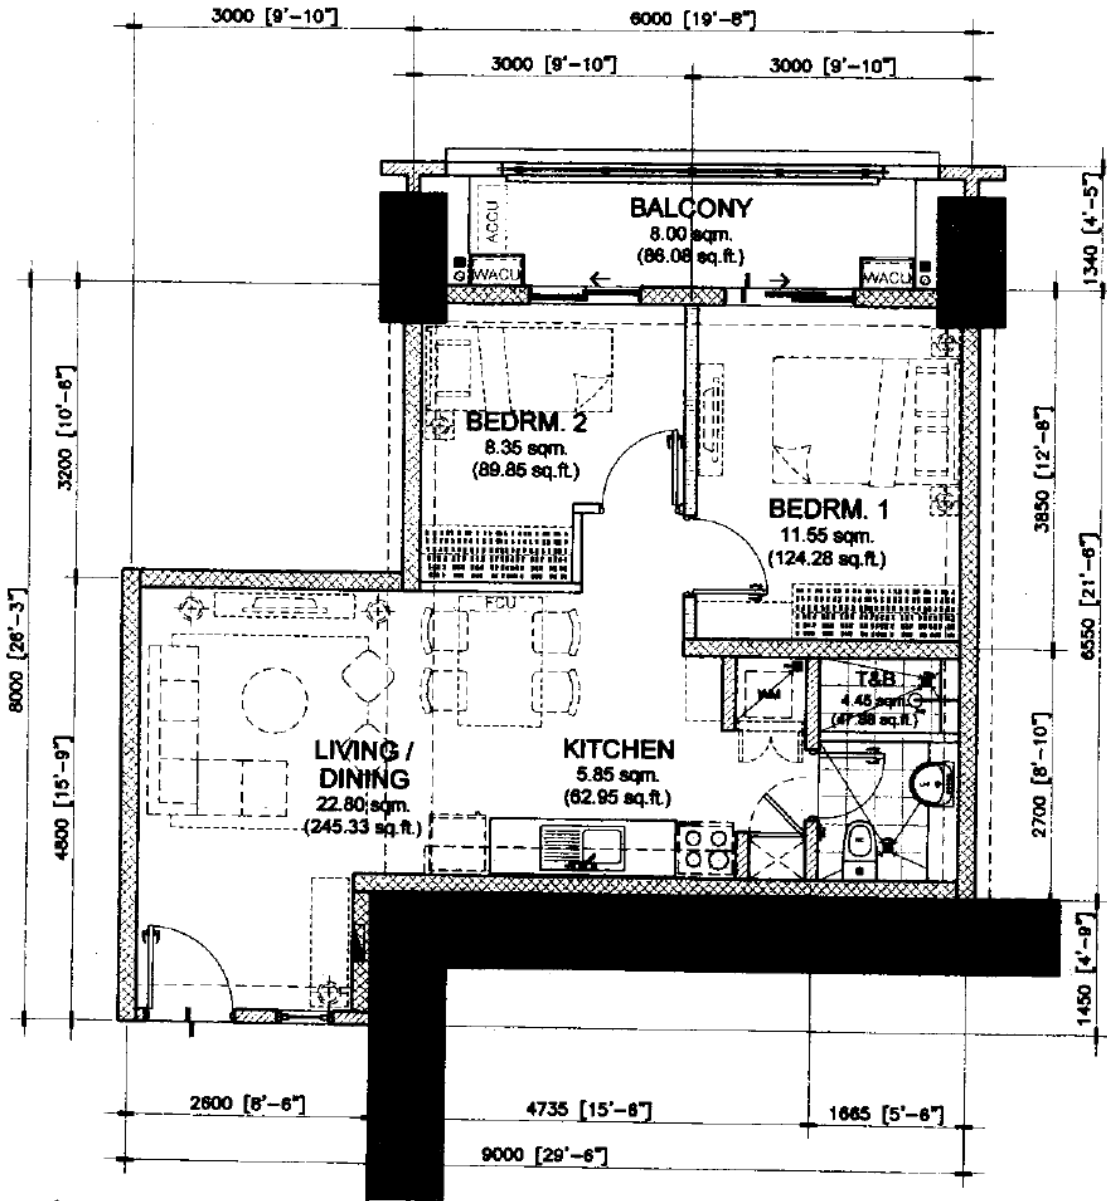 3000 [9'-10"]
6000 [19'-8"]
3000 [9'-10"]
3000 [9'-10"]
1340 [4'-5"]
BALCONY
8.00 sqm.
(86.08 sq.ft.)
ACCU
WACU
WACU
3200 [10'-6"]
8000 [26'-3"]
4800 [15'-9"]
BEDRM. 2
8.35 sqm.
(89.85 sq.ft.)
BEDRM. 1
11.55 sqm.
(124.28 sq.ft.)
3850 [12'-8"]
6550 [21'-6"]
FCU
T&B
4.45 sqm.
(47.88 sq.ft.)
WM
LIVING /
DINING
22.80 sqm.
(245.33 sq.ft.)
KITCHEN
5.85 sqm.
(62.95 sq.ft.)
2700 [8'-10"]
1450 [4'-9"]
2600 [8'-6"]
4735 [15'-6"]
1665 [5'-6"]
9000 [29'-6"]